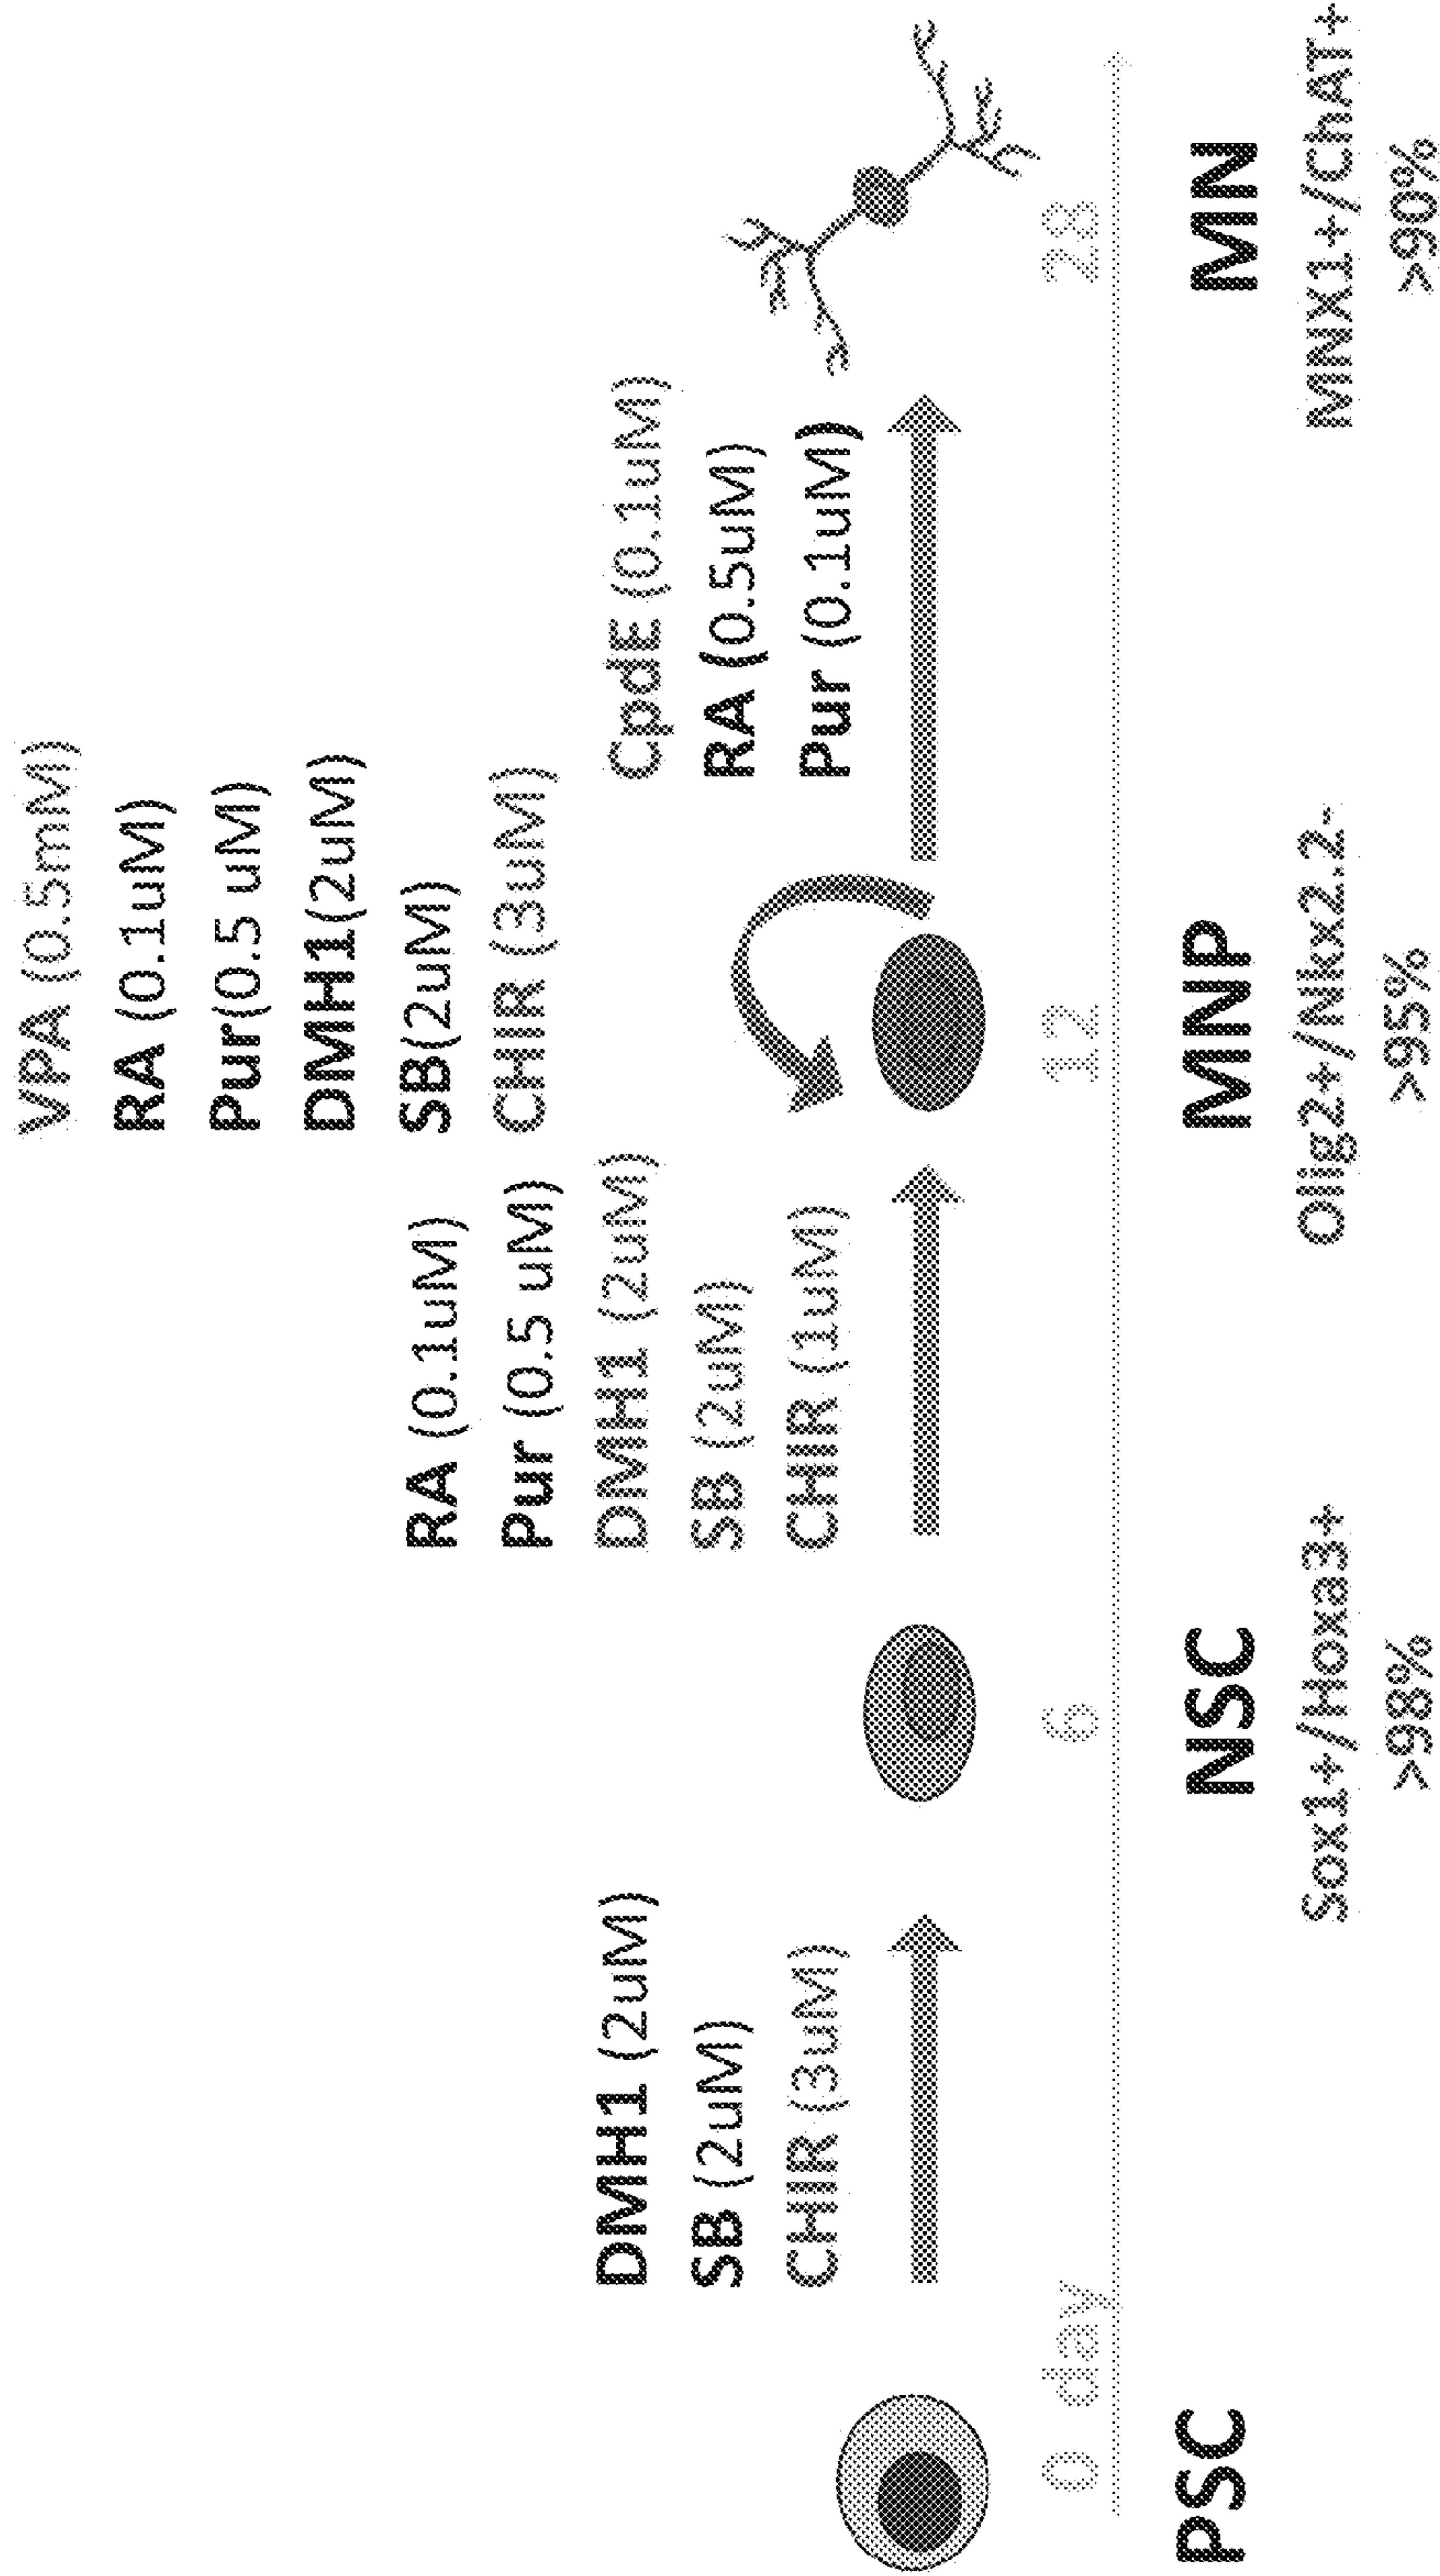 VPA (0.5mM)
RA (0.1uM)
Pur(0.5 uM)
DMH1(2uM)
SB(2uM)
CHIR (3uM)
RA (0.1uM)
Pur (0.5 uM)
DMH1 (2uM)
SB (2uM)
CHIR (1uM)
DMH1 (2uM)
SB (2uM)
CHIR (3uM)
CpdE (0.1uM)
RA (0.5uM)
Pur (0.1uM)
0 day
6
12
28
PSC
NSC
MNP
MN
Sox1+/Hoxa3+
Olig2+/Nkx2.2-
MNX1+/ChAT+
>98%
>95%
>90%